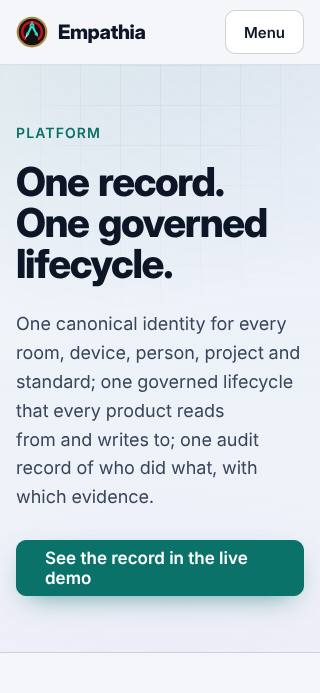 Empathia
Menu
PLATFORM
One record.
One governed
lifecycle.
One canonical identity for every
room, device, person, project and
standard; one governed lifecycle
that every product reads
from and writes to; one audit
record of who did what, with
which evidence.
See the record in the live
demo